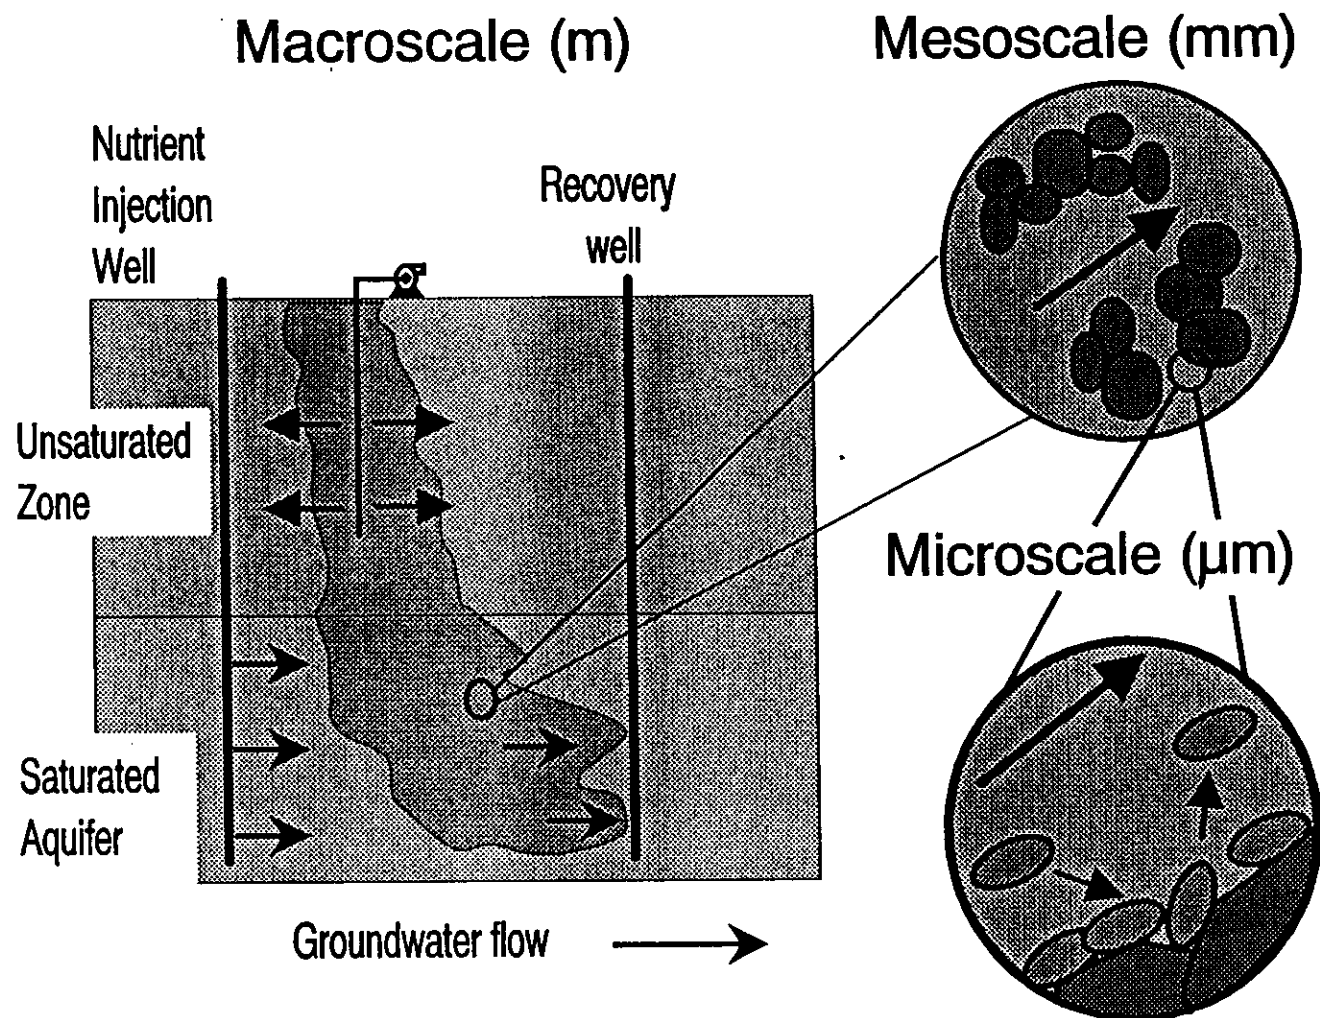 Macroscale (m)
Mesoscale (mm)
Nutrient
Injection
Well
Recovery
well
Unsaturated
Zone
Microscale (μm)
Saturated
Aquifer
Groundwater flow